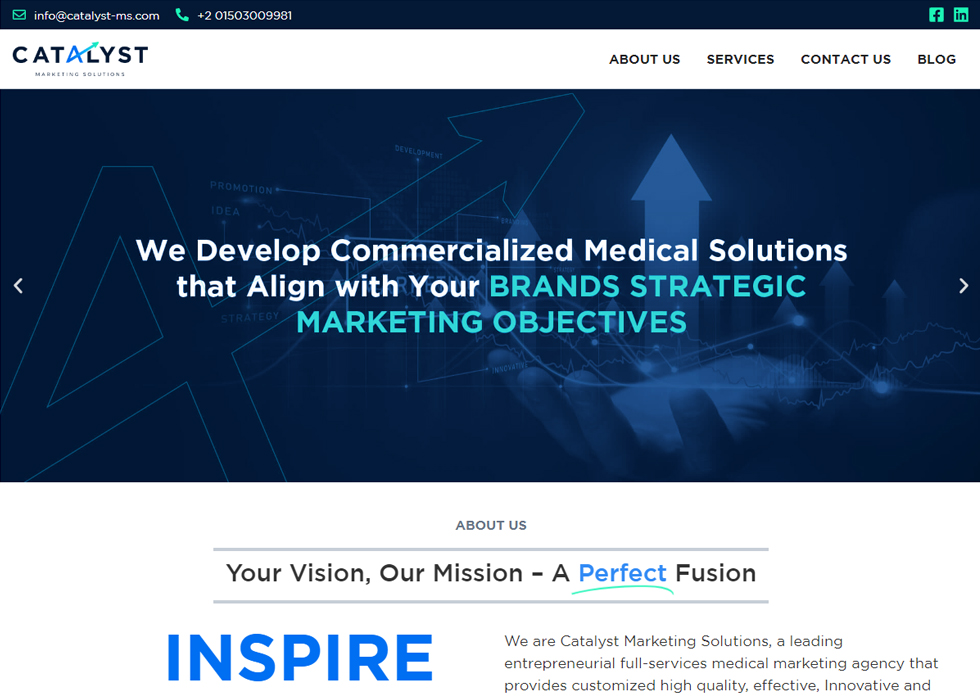 info@catalyst-ms.com
+2 01503009981
CATALYST
MARKETING SOLUTIONS
ABOUT US
SERVICES
CONTACT US
BLOG
DEVELOPMENT
PROMOTION
IDEA
We Develop Commercialized Medical Solutions
that Align with Your BRANDS STRATEGIC
MARKETING OBJECTIVES
STRATEGY
INNOVATIVE
ABOUT US
Your Vision, Our Mission – A Perfect Fusion
INSPIRE
We are Catalyst Marketing Solutions, a leading
entrepreneurial full-services medical marketing agency that
provides customized high quality, effective, Innovative and